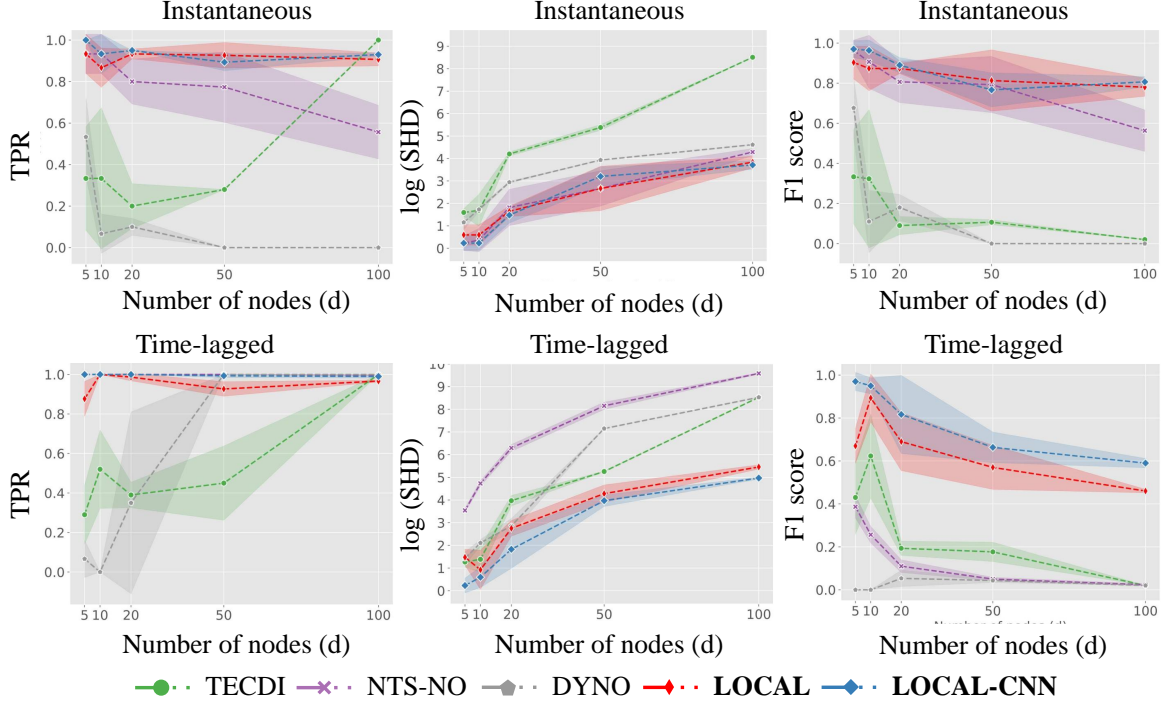 Instantaneous
Instantaneous
Instantaneous
TPR
1.0
0.8
0.6
0.4
0.2
0.0
5 10 20 50 100
Number of nodes (d)
log (SHD)
9
8
7
6
5
4
3
2
1
0
5 10 20 50 100
Number of nodes (d)
F1 score
1.0
0.8
0.6
0.4
0.2
0.0
5 10 20 50 100
Number of nodes (d)
Time-lagged
Time-lagged
Time-lagged
TPR
1.0
0.8
0.6
0.4
0.2
0.0
5 10 20 50 100
Number of nodes (d)
log (SHD)
10
9
8
7
6
5
4
3
2
1
0
5 10 20 50 100
Number of nodes (d)
F1 score
1.0
0.8
0.6
0.4
0.2
0.0
5 10 20 50 100
Number of nodes (d)
TECDI NTS-NO DYNO LOCAL LOCAL-CNN